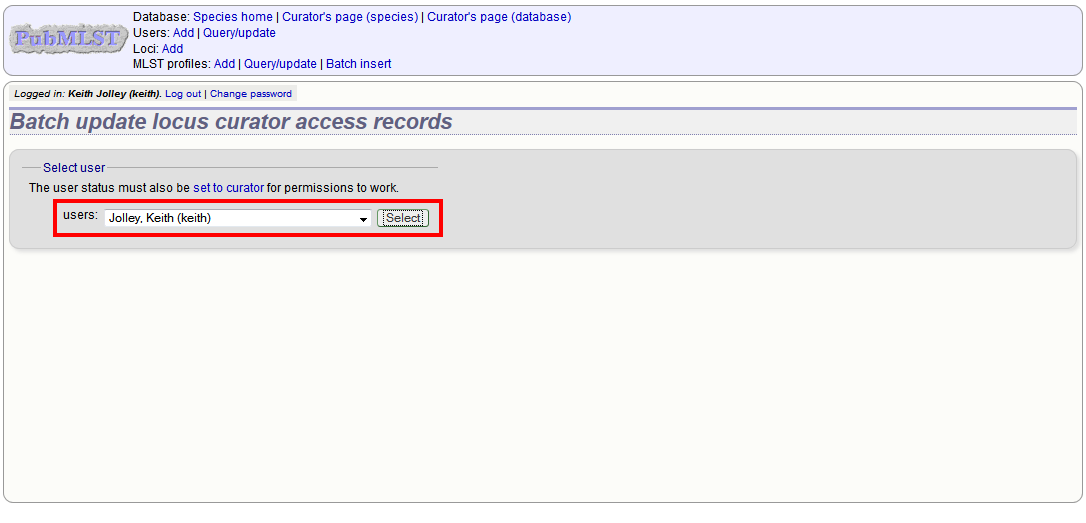 PubMLST
Database: Species home | Curator's page (species) | Curator's page (database)
Users: Add | Query/update
Loci: Add
MLST profiles: Add | Query/update | Batch insert
Logged in: Keith Jolley (keith). Log out | Change password
Batch update locus curator access records
Select user
The user status must also be set to curator for permissions to work.
users: Jolley, Keith (keith) Select